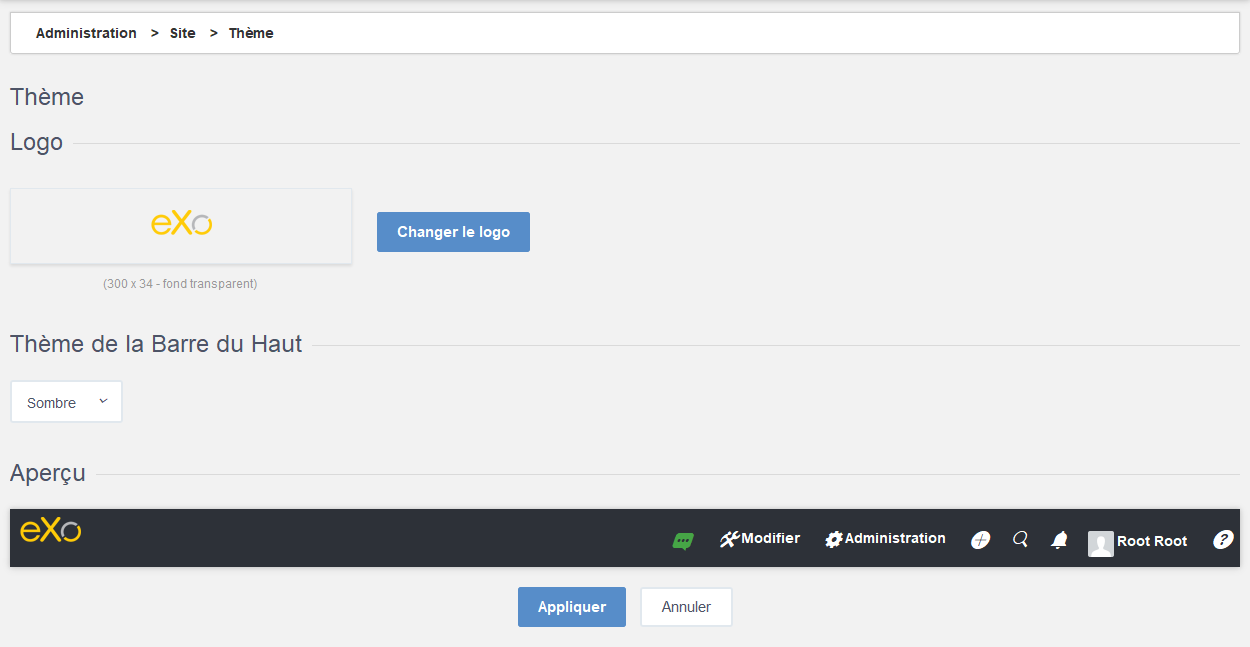 Administration > Site > Thème
Thème
Logo
eXo
Changer le logo
(300 x 34 - fond transparent)
Thème de la Barre du Haut
Sombre
Aperçu
eXo Modifier Administration Root Root ?
Appliquer Annuler